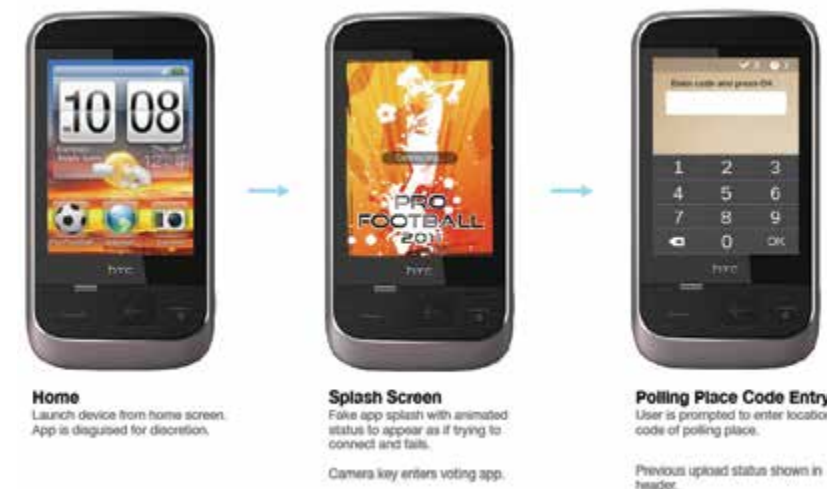 10 08
htc
Connecting...
PRO
FOOTBALL
2011
htc
Enter code and press OK
1 2 3
4 5 6
7 8 9
0 OK
htc
Home
Launch device from home screen.
App is disguised for discretion.
Splash Screen
Fake app splash with animated
status to appear as if trying to
connect and fails.
Camera key enters voting app.
Polling Place Code Entry
User is prompted to enter location
code of polling place.
Previous upload status shown in
header.